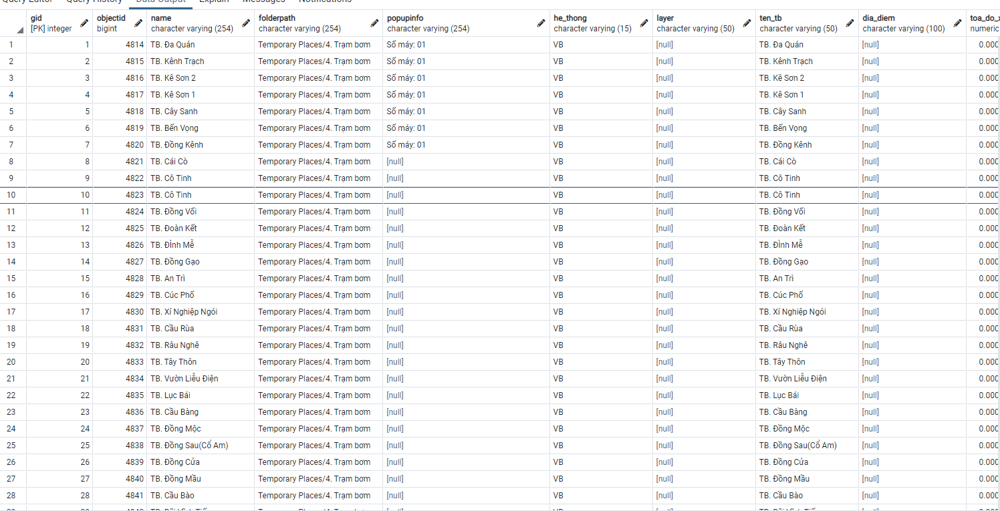 Query Editor Query History Data Output Explain Messages Notifications
gid objectid name folderpath popupinfo he_thong layer ten_tb dia_diem toa_do_x
[PK] integer bigint character varying (254) character varying (254) character varying (254) character varying (15) character varying (50) character varying (50) character varying (100) numeric
1 1 4814 TB. Đa Quán Temporary Places/4. Trạm bơm Số máy: 01 VB [null] TB. Đa Quán [null] 0.000
2 2 4815 TB. Kênh Trạch Temporary Places/4. Trạm bơm Số máy: 01 VB [null] TB. Kênh Trạch [null] 0.000
3 3 4816 TB. Kê Sơn 2 Temporary Places/4. Trạm bơm Số máy: 01 VB [null] TB. Kê Sơn 2 [null] 0.000
4 4 4817 TB. Kê Sơn 1 Temporary Places/4. Trạm bơm Số máy: 01 VB [null] TB. Kê Sơn 1 [null] 0.000
5 5 4818 TB. Cây Sanh Temporary Places/4. Trạm bơm Số máy: 01 VB [null] TB. Cây Sanh [null] 0.000
6 6 4819 TB. Bến Vọng Temporary Places/4. Trạm bơm Số máy: 01 VB [null] TB. Bến Vọng [null] 0.000
7 7 4820 TB. Đồng Kênh Temporary Places/4. Trạm bơm Số máy: 01 VB [null] TB. Đồng Kênh [null] 0.000
8 8 4821 TB. Cái Cò Temporary Places/4. Trạm bơm [null] VB [null] TB. Cái Cò [null] 0.000
9 9 4822 TB. Cô Tinh Temporary Places/4. Trạm bơm [null] VB [null] TB. Cô Tinh [null] 0.000
10 10 4823 TB. Cô Tinh Temporary Places/4. Trạm bơm [null] VB [null] TB. Cô Tinh [null] 0.000
11 11 4824 TB. Đồng Vối Temporary Places/4. Trạm bơm [null] VB [null] TB. Đồng Vối [null] 0.000
12 12 4825 TB. Đoàn Kết Temporary Places/4. Trạm bơm [null] VB [null] TB. Đoàn Kết [null] 0.000
13 13 4826 TB. ĐÌnh Mễ Temporary Places/4. Trạm bơm [null] VB [null] TB. ĐÌnh Mễ [null] 0.000
14 14 4827 TB. Đồng Gạo Temporary Places/4. Trạm bơm [null] VB [null] TB. Đồng Gạo [null] 0.000
15 15 4828 TB. An Trì Temporary Places/4. Trạm bơm [null] VB [null] TB. An Trì [null] 0.000
16 16 4829 TB. Cúc Phố Temporary Places/4. Trạm bơm [null] VB [null] TB. Cúc Phố [null] 0.000
17 17 4830 TB. Xí Nghiệp Ngói Temporary Places/4. Trạm bơm [null] VB [null] TB. Xí Nghiệp Ngói [null] 0.000
18 18 4831 TB. Cầu Rùa Temporary Places/4. Trạm bơm [null] VB [null] TB. Cầu Rùa [null] 0.000
19 19 4832 TB. Râu Nghê Temporary Places/4. Trạm bơm [null] VB [null] TB. Râu Nghê [null] 0.000
20 20 4833 TB. Tây Thôn Temporary Places/4. Trạm bơm [null] VB [null] TB. Tây Thôn [null] 0.000
21 21 4834 TB. Vườn Liễu Điện Temporary Places/4. Trạm bơm [null] VB [null] TB. Vườn Liễu Điện [null] 0.000
22 22 4835 TB. Lục Bái Temporary Places/4. Trạm bơm [null] VB [null] TB. Lục Bái [null] 0.000
23 23 4836 TB. Cầu Bàng Temporary Places/4. Trạm bơm [null] VB [null] TB. Cầu Bàng [null] 0.000
24 24 4837 TB. Đồng Mộc Temporary Places/4. Trạm bơm [null] VB [null] TB. Đồng Mộc [null] 0.000
25 25 4838 TB. Đồng Sau(Cổ Am) Temporary Places/4. Trạm bơm [null] VB [null] TB. Đồng Sau(Cổ Am) [null] 0.000
26 26 4839 TB. Đồng Cửa Temporary Places/4. Trạm bơm [null] VB [null] TB. Đồng Cửa [null] 0.000
27 27 4840 TB. Đồng Mầu Temporary Places/4. Trạm bơm [null] VB [null] TB. Đồng Mầu [null] 0.000
28 28 4841 TB. Cầu Bào Temporary Places/4. Trạm bơm [null] VB [null] TB. Cầu Bào [null] 0.000